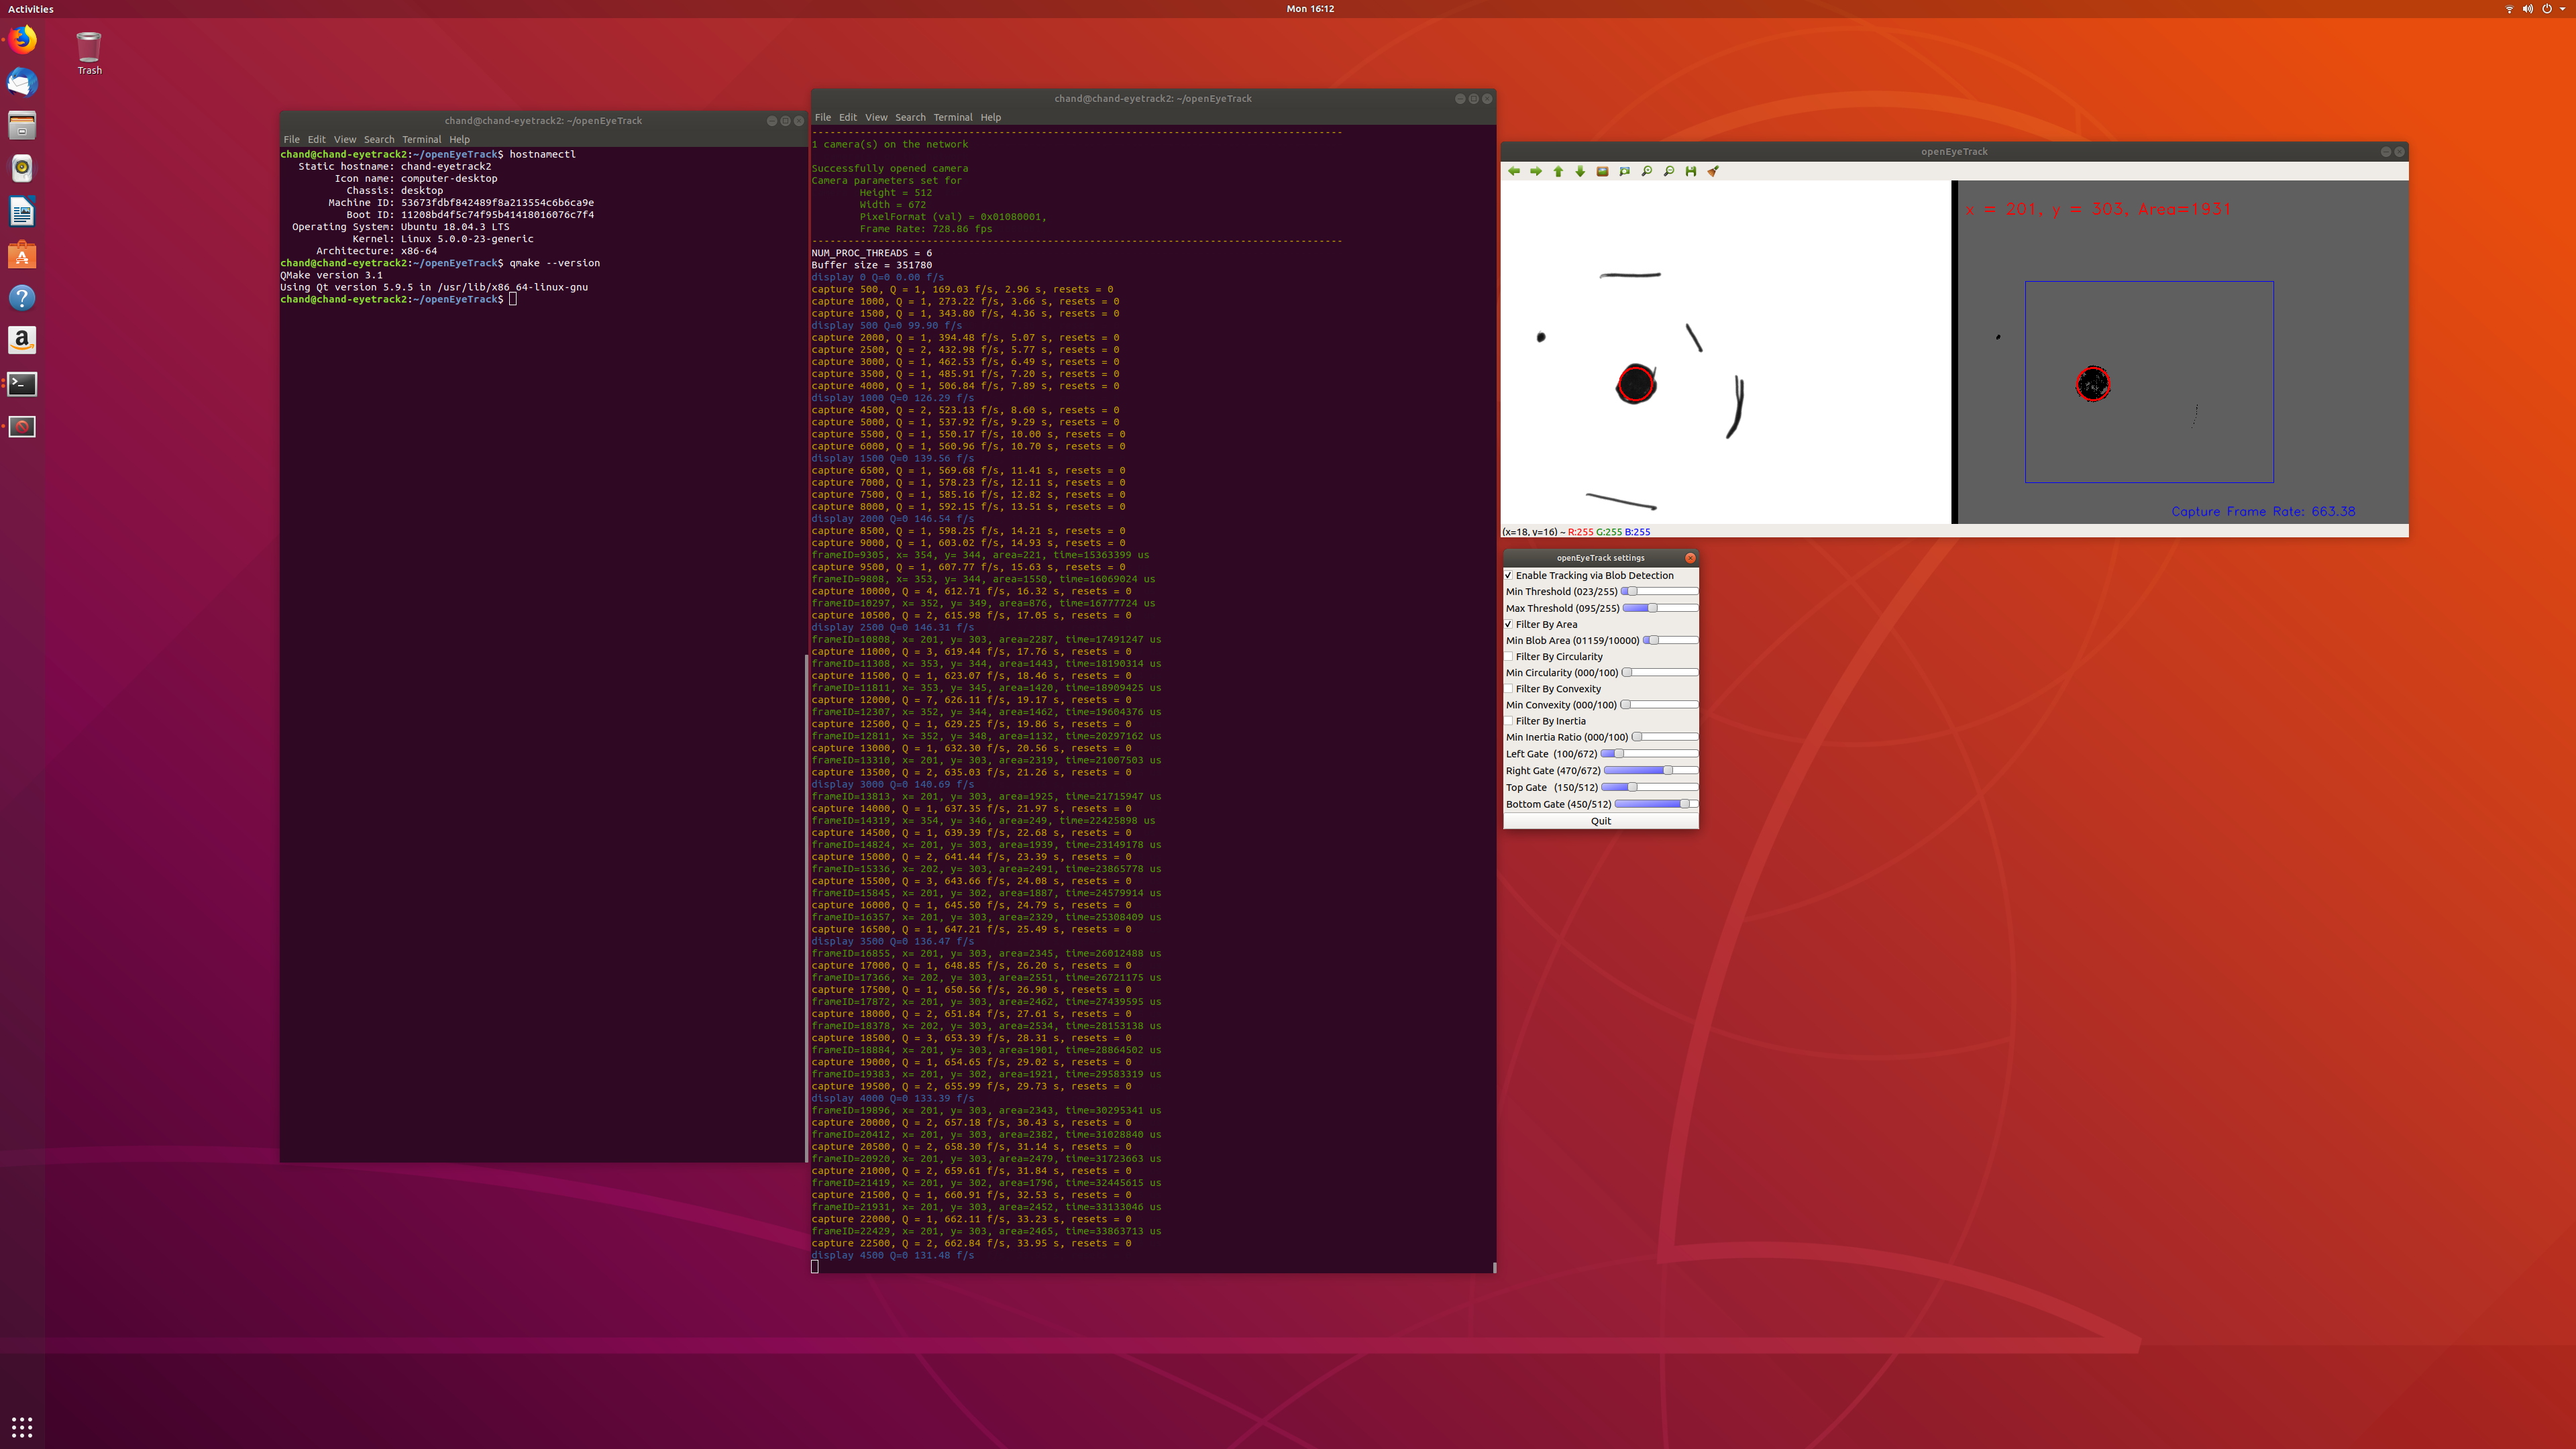 Activities
Mon 16:12
Trash
chand@chand-eyetrack2: ~/openEyeTrack
File Edit View Search Terminal Help
chand@chand-eyetrack2:~/openEyeTrack$ hostnamectl
Static hostname: chand-eyetrack2
Icon name: computer-desktop
Chassis: desktop
Machine ID: 53673fdbf842489f8a213554c6b6ca9e
Boot ID: 11208bd4f5c74f95b41418016076c7f4
Operating System: Ubuntu 18.04.3 LTS
Kernel: Linux 5.0.0-23-generic
Architecture: x86-64
chand@chand-eyetrack2:~/openEyeTrack$ qmake --version
QMake version 3.1
Using Qt version 5.9.5 in /usr/lib/x86_64-linux-gnu
chand@chand-eyetrack2:~/openEyeTrack$
chand@chand-eyetrack2: ~/openEyeTrack
File Edit View Search Terminal Help
----------------------------------------------------------------------------------------
1 camera(s) on the network
Successfully opened camera
Camera parameters set for
Height = 512
Width = 672
PixelFormat (val) = 0x01080001,
Frame Rate: 728.86 fps
----------------------------------------------------------------------------------------
NUM_PROC_THREADS = 6
Buffer size = 351780
display 0 Q=0 0.00 f/s
capture 500, Q = 1, 169.03 f/s, 2.96 s, resets = 0
capture 1000, Q = 1, 273.22 f/s, 3.66 s, resets = 0
capture 1500, Q = 1, 343.80 f/s, 4.36 s, resets = 0
display 500 Q=0 99.90 f/s
capture 2000, Q = 1, 394.48 f/s, 5.07 s, resets = 0
capture 2500, Q = 2, 432.98 f/s, 5.77 s, resets = 0
capture 3000, Q = 1, 462.53 f/s, 6.49 s, resets = 0
capture 3500, Q = 1, 485.91 f/s, 7.20 s, resets = 0
capture 4000, Q = 1, 506.84 f/s, 7.89 s, resets = 0
display 1000 Q=0 126.29 f/s
capture 4500, Q = 2, 523.13 f/s, 8.60 s, resets = 0
capture 5000, Q = 1, 537.92 f/s, 9.29 s, resets = 0
capture 5500, Q = 1, 550.17 f/s, 10.00 s, resets = 0
capture 6000, Q = 1, 560.96 f/s, 10.70 s, resets = 0
display 1500 Q=0 139.56 f/s
capture 6500, Q = 1, 569.68 f/s, 11.41 s, resets = 0
capture 7000, Q = 1, 578.23 f/s, 12.11 s, resets = 0
capture 7500, Q = 1, 585.16 f/s, 12.82 s, resets = 0
capture 8000, Q = 1, 592.15 f/s, 13.51 s, resets = 0
display 2000 Q=0 146.54 f/s
capture 8500, Q = 1, 598.25 f/s, 14.21 s, resets = 0
capture 9000, Q = 1, 603.02 f/s, 14.93 s, resets = 0
frameID=9305, x= 354, y= 344, area=221, time=15363399 us
capture 9500, Q = 1, 607.77 f/s, 15.63 s, resets = 0
frameID=9808, x= 353, y= 344, area=1550, time=16069024 us
capture 10000, Q = 4, 612.71 f/s, 16.32 s, resets = 0
frameID=10297, x= 352, y= 349, area=876, time=16777724 us
capture 10500, Q = 2, 615.98 f/s, 17.05 s, resets = 0
display 2500 Q=0 146.31 f/s
frameID=10808, x= 201, y= 303, area=2287, time=17491247 us
capture 11000, Q = 3, 619.44 f/s, 17.76 s, resets = 0
frameID=11308, x= 353, y= 344, area=1443, time=18190314 us
capture 11500, Q = 1, 623.07 f/s, 18.46 s, resets = 0
frameID=11811, x= 353, y= 345, area=1420, time=18909425 us
capture 12000, Q = 7, 626.11 f/s, 19.17 s, resets = 0
frameID=12307, x= 352, y= 344, area=1462, time=19604376 us
capture 12500, Q = 1, 629.25 f/s, 19.86 s, resets = 0
frameID=12811, x= 352, y= 348, area=1132, time=20297162 us
capture 13000, Q = 1, 632.30 f/s, 20.56 s, resets = 0
frameID=13310, x= 201, y= 303, area=2319, time=21007503 us
capture 13500, Q = 2, 635.03 f/s, 21.26 s, resets = 0
display 3000 Q=0 140.69 f/s
frameID=13813, x= 201, y= 303, area=1925, time=21715947 us
capture 14000, Q = 1, 637.35 f/s, 21.97 s, resets = 0
frameID=14319, x= 354, y= 346, area=249, time=22425898 us
capture 14500, Q = 1, 639.39 f/s, 22.68 s, resets = 0
frameID=14824, x= 201, y= 303, area=1939, time=23149178 us
capture 15000, Q = 2, 641.44 f/s, 23.39 s, resets = 0
frameID=15336, x= 202, y= 303, area=2491, time=23865778 us
capture 15500, Q = 3, 643.66 f/s, 24.08 s, resets = 0
frameID=15845, x= 201, y= 302, area=1887, time=24579914 us
capture 16000, Q = 1, 645.50 f/s, 24.79 s, resets = 0
frameID=16357, x= 201, y= 303, area=2329, time=25308409 us
capture 16500, Q = 1, 647.21 f/s, 25.49 s, resets = 0
display 3500 Q=0 136.47 f/s
frameID=16855, x= 201, y= 303, area=2345, time=26012488 us
capture 17000, Q = 1, 648.85 f/s, 26.20 s, resets = 0
frameID=17366, x= 202, y= 303, area=2551, time=26721175 us
capture 17500, Q = 1, 650.56 f/s, 26.90 s, resets = 0
frameID=17872, x= 201, y= 303, area=2462, time=27439595 us
capture 18000, Q = 2, 651.84 f/s, 27.61 s, resets = 0
frameID=18378, x= 202, y= 303, area=2534, time=28153138 us
capture 18500, Q = 3, 653.39 f/s, 28.31 s, resets = 0
frameID=18884, x= 201, y= 303, area=1901, time=28864502 us
capture 19000, Q = 1, 654.65 f/s, 29.02 s, resets = 0
frameID=19383, x= 201, y= 302, area=1921, time=29583319 us
capture 19500, Q = 2, 655.99 f/s, 29.73 s, resets = 0
display 4000 Q=0 133.39 f/s
frameID=19896, x= 201, y= 303, area=2343, time=30295341 us
capture 20000, Q = 2, 657.18 f/s, 30.43 s, resets = 0
frameID=20412, x= 201, y= 303, area=2382, time=31028840 us
capture 20500, Q = 2, 658.30 f/s, 31.14 s, resets = 0
frameID=20920, x= 201, y= 303, area=2479, time=31723663 us
capture 21000, Q = 2, 659.61 f/s, 31.84 s, resets = 0
frameID=21419, x= 201, y= 302, area=1796, time=32445615 us
capture 21500, Q = 1, 660.91 f/s, 32.53 s, resets = 0
frameID=21931, x= 201, y= 303, area=2452, time=33133046 us
capture 22000, Q = 1, 662.11 f/s, 33.23 s, resets = 0
frameID=22429, x= 201, y= 303, area=2465, time=33863713 us
capture 22500, Q = 2, 662.84 f/s, 33.95 s, resets = 0
display 4500 Q=0 131.48 f/s
openEyeTrack
x = 201, y = 303, Area=1931
Capture Frame Rate: 663.38
(x=18, y=16) ~ R:255 G:255 B:255
openEyeTrack settings
Enable Tracking via Blob Detection
Min Threshold (023/255)
Max Threshold (095/255)
Filter By Area
Min Blob Area (01159/10000)
Filter By Circularity
Min Circularity (000/100)
Filter By Convexity
Min Convexity (000/100)
Filter By Inertia
Min Inertia Ratio (000/100)
Left Gate (100/672)
Right Gate (470/672)
Top Gate (150/512)
Bottom Gate (450/512)
Quit